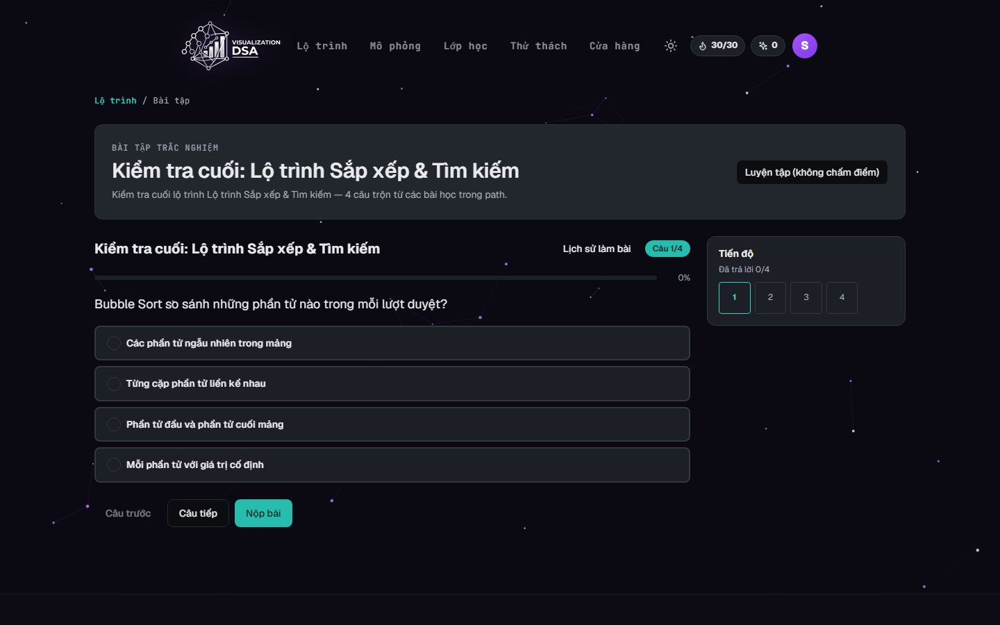 VISUALIZATION
DSA
Lộ trình
Mô phỏng
Lớp học
Thử thách
Cửa hàng
30/30
0
S
Lộ trình / Bài tập
BÀI TẬP TRẮC NGHIỆM
Kiểm tra cuối: Lộ trình Sắp xếp & Tìm kiếm
Kiểm tra cuối lộ trình Lộ trình Sắp xếp & Tìm kiếm — 4 câu trộn từ các bài học trong path.
Luyện tập (không chấm điểm)
Kiểm tra cuối: Lộ trình Sắp xếp & Tìm kiếm
Lịch sử làm bài
Câu 1/4
0%
Bubble Sort so sánh những phần tử nào trong mỗi lượt duyệt?
Các phần tử ngẫu nhiên trong mảng
Từng cặp phần tử liền kề nhau
Phần tử đầu và phần tử cuối mảng
Mỗi phần tử với giá trị cố định
Câu trước
Câu tiếp
Nộp bài
Tiến độ
Đã trả lời 0/4
1
2
3
4